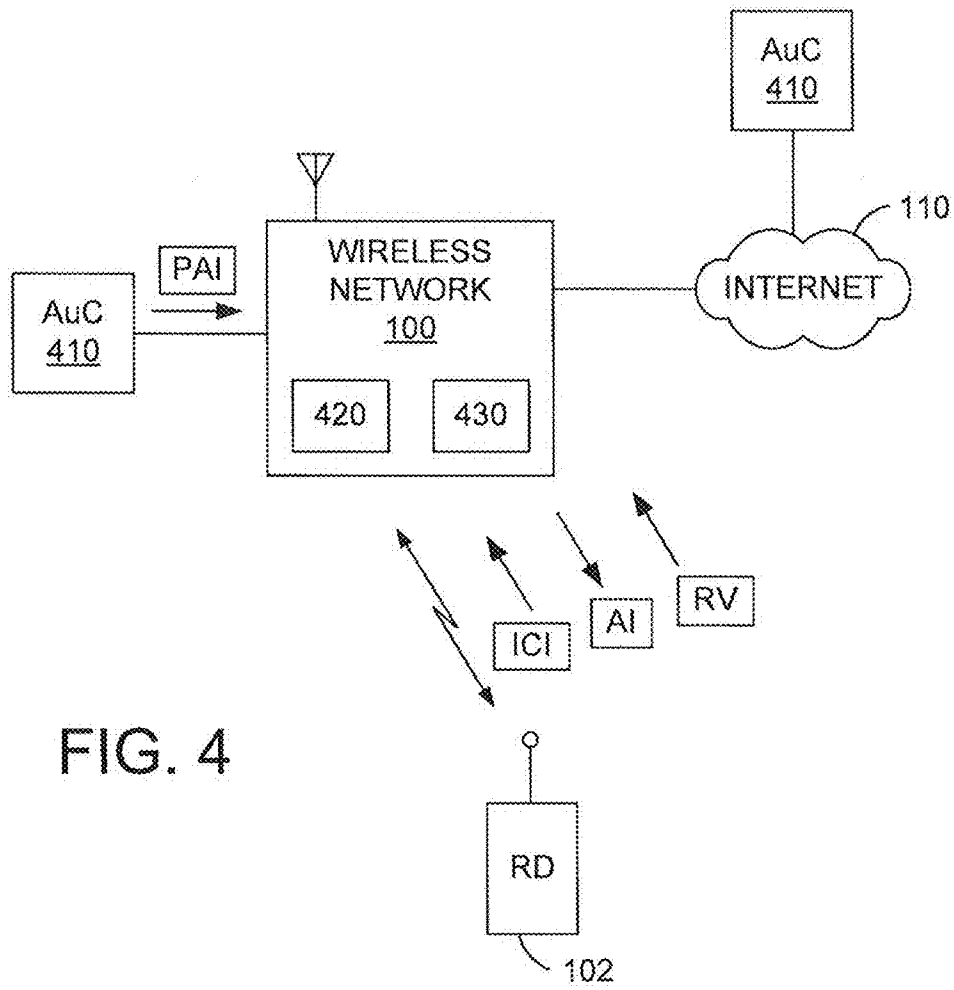 AuC
410
110
PAI
WIRELESS
NETWORK
100
INTERNET
AuC
410
420
430
ICI
AI
RV
FIG. 4
RD
102